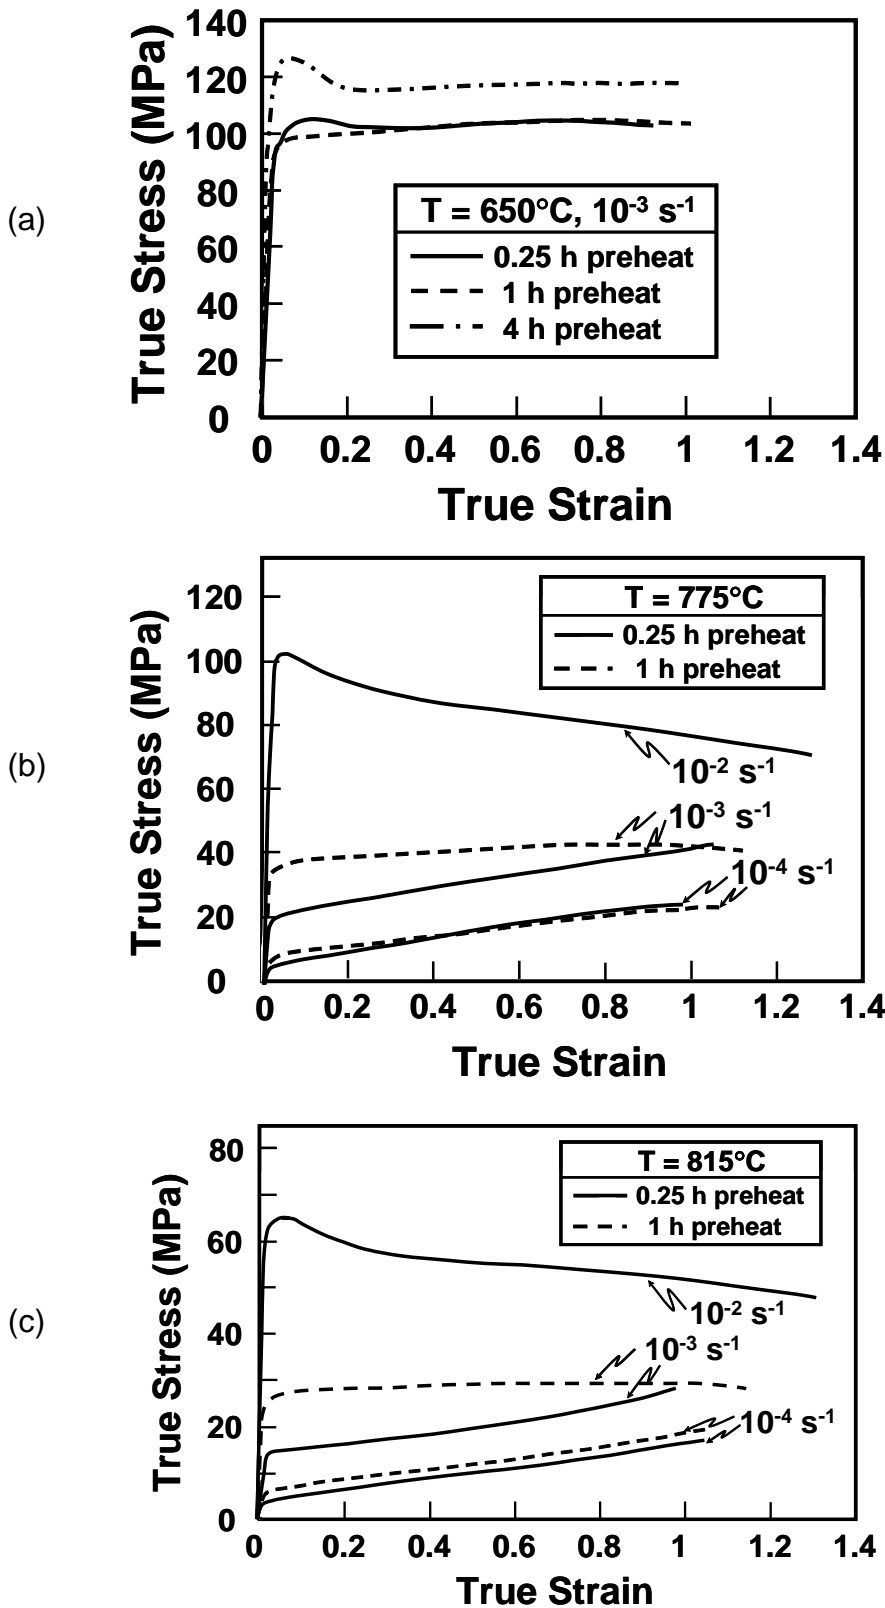 (a)
True Stress (MPa)
140
120
100
80
60
40
20
0
T = 650°C, 10⁻³ s⁻¹
0.25 h preheat
1 h preheat
4 h preheat
0 0.2 0.4 0.6 0.8 1 1.2 1.4
True Strain
(b)
True Stress (MPa)
120
100
80
60
40
20
0
T = 775°C
0.25 h preheat
1 h preheat
10⁻² s⁻¹
10⁻³ s⁻¹
10⁻⁴ s⁻¹
0 0.2 0.4 0.6 0.8 1 1.2 1.4
True Strain
(c)
True Stress (MPa)
80
60
40
20
0
T = 815°C
0.25 h preheat
1 h preheat
10⁻² s⁻¹
10⁻³ s⁻¹
10⁻⁴ s⁻¹
0 0.2 0.4 0.6 0.8 1 1.2 1.4
True Strain